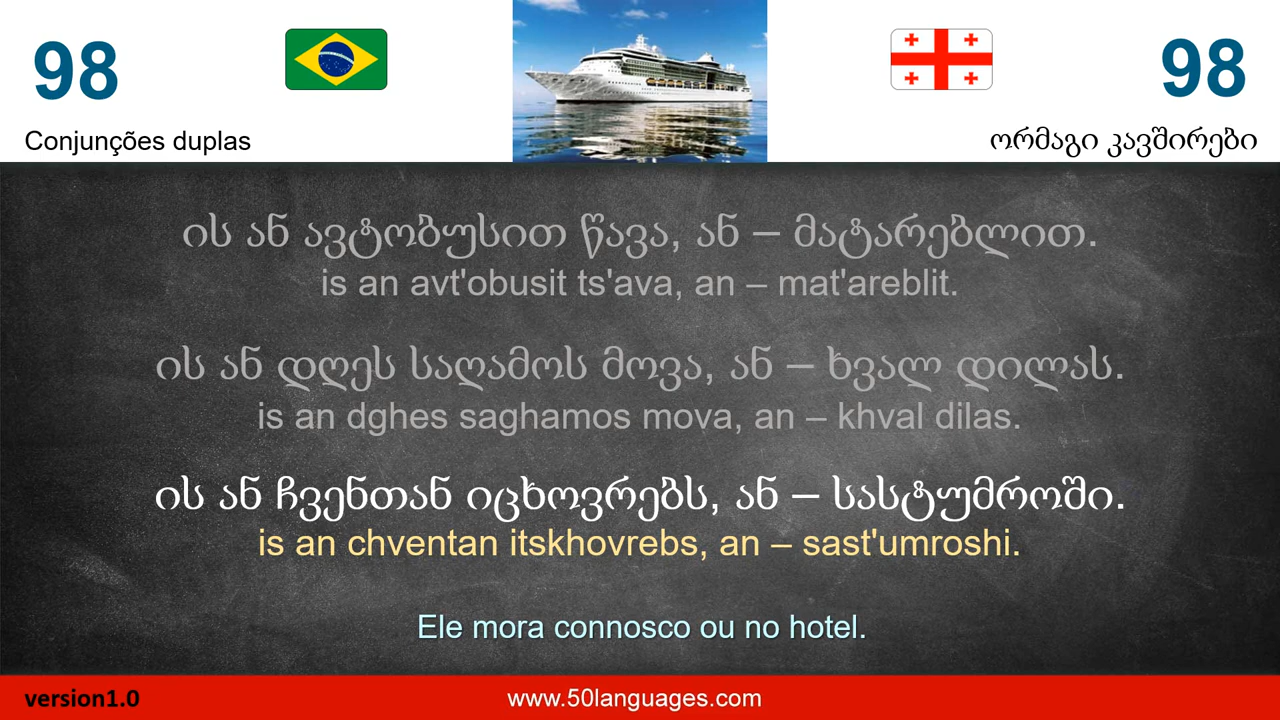 98
98
Conjunções duplas
ორმაგი კავშირები
ის ან ავტობუსით წავა, ან – მატარებლით.
is an avt'obusit ts'ava, an – mat'areblit.
ის ან დღეს საღამოს მოვა, ან – ხვალ დილას.
is an dghes saghamos mova, an – khval dilas.
ის ან ჩვენთან იცხოვრებს, ან – სასტუმროში.
is an chventan itskhovrebs, an – sast'umroshi.
Ele mora connosco ou no hotel.
version1.0
www.50languages.com